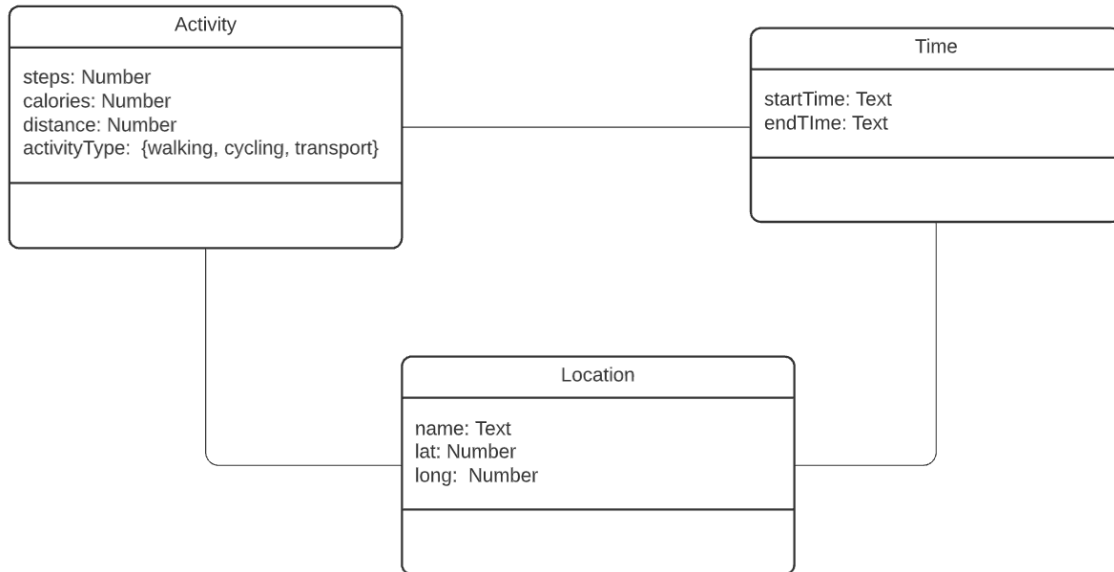 Activity
steps: Number
calories: Number
distance: Number
activityType:  {walking, cycling, transport}
Time
startTime: Text
endTIme: Text
Location
name: Text
lat: Number
long:  Number